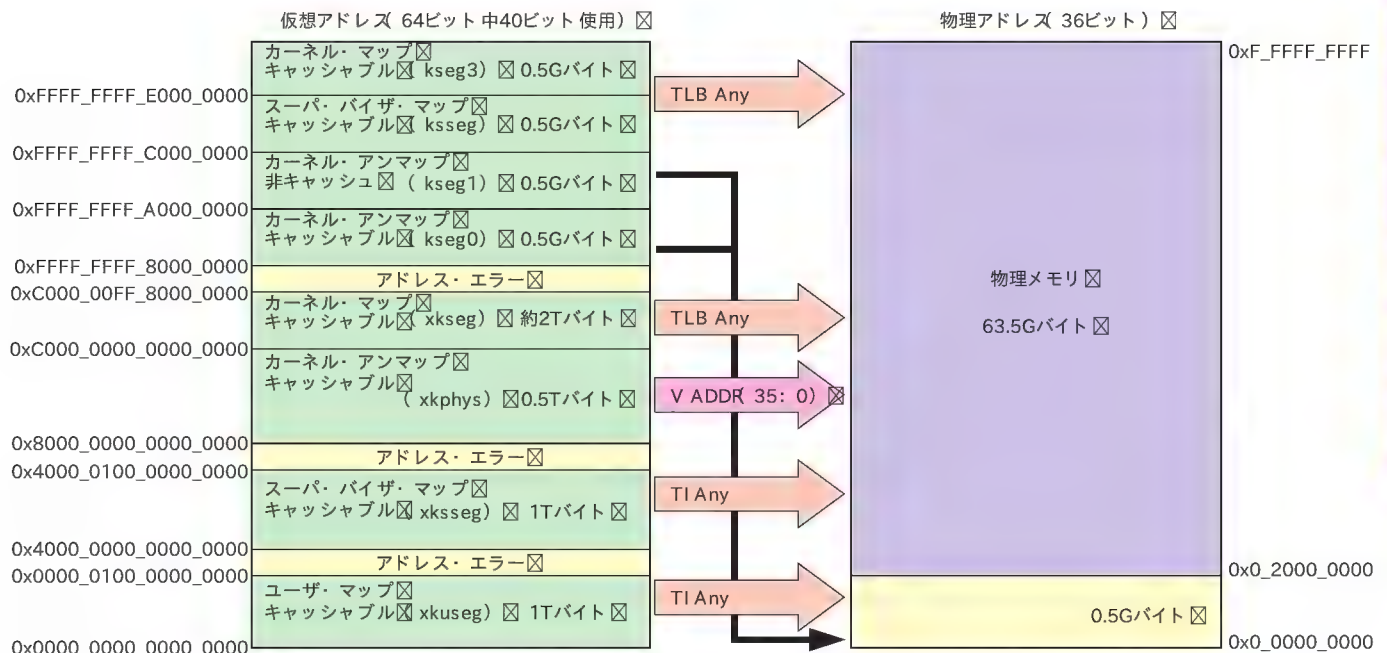 仮想アドレス( 64ビット 中40ビット 使用)
物理アドレス( 36ビット )
カーネル・ マップ
キャッシャブル ( kseg3) 0.5Gバイト
0xF_FFFF_FFFF
0xFFFF_FFFF_E000_0000
TLB Any
スーパ・ バイザ・ マップ
キャッシャブル ( ksseg) 0.5Gバイト
0xFFFF_FFFF_C000_0000
カーネル・ アンマップ
非キャッシュ ( kseg1) 0.5Gバイト
0xFFFF_FFFF_A000_0000
カーネル・ アンマップ
キャッシャブル ( kseg0) 0.5Gバイト
0xFFFF_FFFF_8000_0000
アドレス・ エラー
0xC000_00FF_8000_0000
カーネル・ マップ
キャッシャブル ( xkseg) 約2Tバイト
TLB Any
物理メモリ
63.5Gバイト
0xC000_0000_0000_0000
カーネル・ アンマップ
キャッシャブル
( xkphys) 0.5Tバイト
V ADDR( 35: 0)
0x8000_0000_0000_0000
アドレス・ エラー
0x4000_0100_0000_0000
スーパ・ バイザ・ マップ
キャッシャブル ( xksseg) 1Tバイト
TI Any
0x4000_0000_0000_0000
アドレス・ エラー
0x0000_0100_0000_0000
0x0_2000_0000
ユーザ・ マップ
キャッシャブル ( xkuseg) 1Tバイト
TI Any
0.5Gバイト
0x0000_0000_0000_0000
0x0_0000_0000